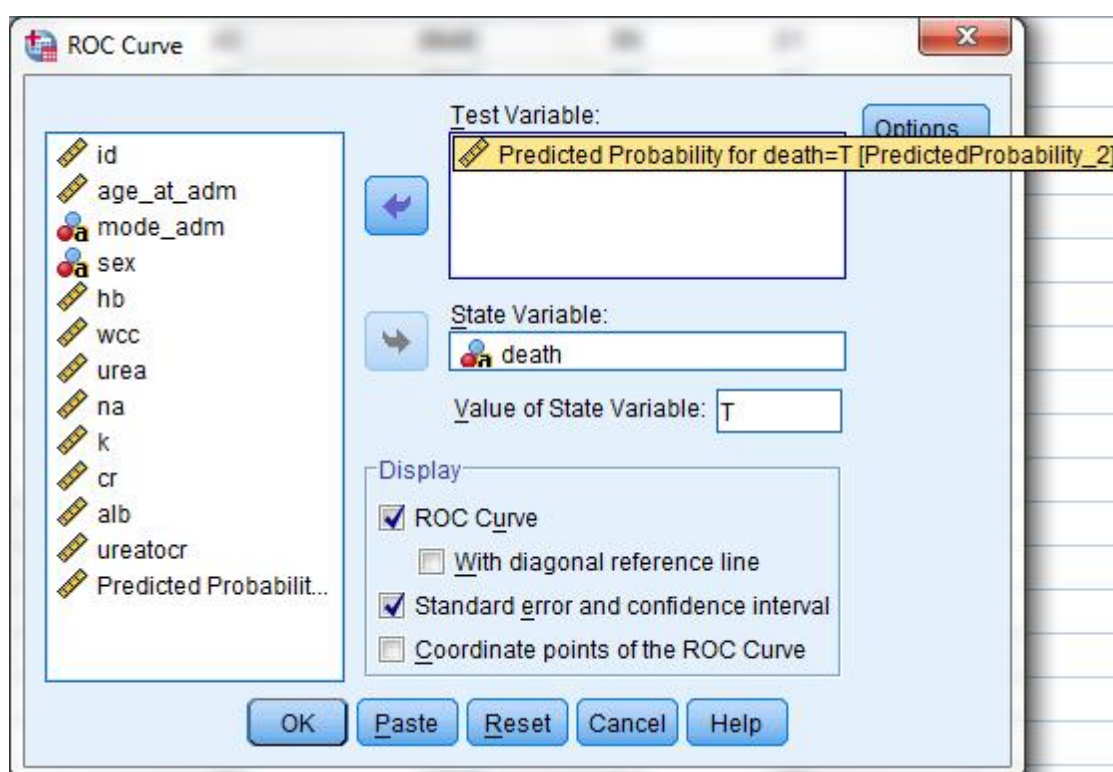 ROC Curve
Test Variable:
Options...
Predicted Probability for death=T [PredictedProbability_2]
id
age_at_adm
mode_adm
sex
hb
wcc
urea
na
k
cr
alb
ureatocr
Predicted Probabilit...
State Variable:
death
Value of State Variable: T
Display
ROC Curve
With diagonal reference line
Standard error and confidence interval
Coordinate points of the ROC Curve
OK Paste Reset Cancel Help